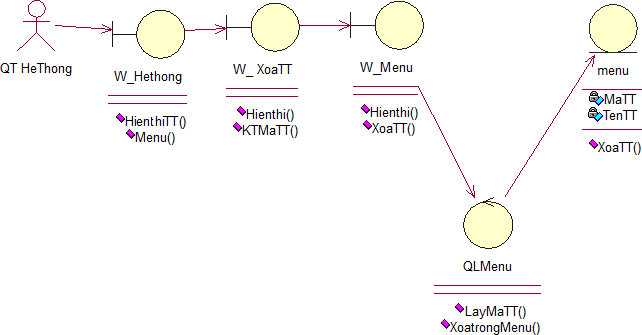 QT HeThong
W_Hethong
HienthiTT()
Menu()
W_ XoaTT
Hienthi()
KTMaTT()
W_Menu
Hienthi()
XoaTT()
menu
MaTT
TenTT
XoaTT()
QLMenu
LayMaTT()
XoatrongMenu()